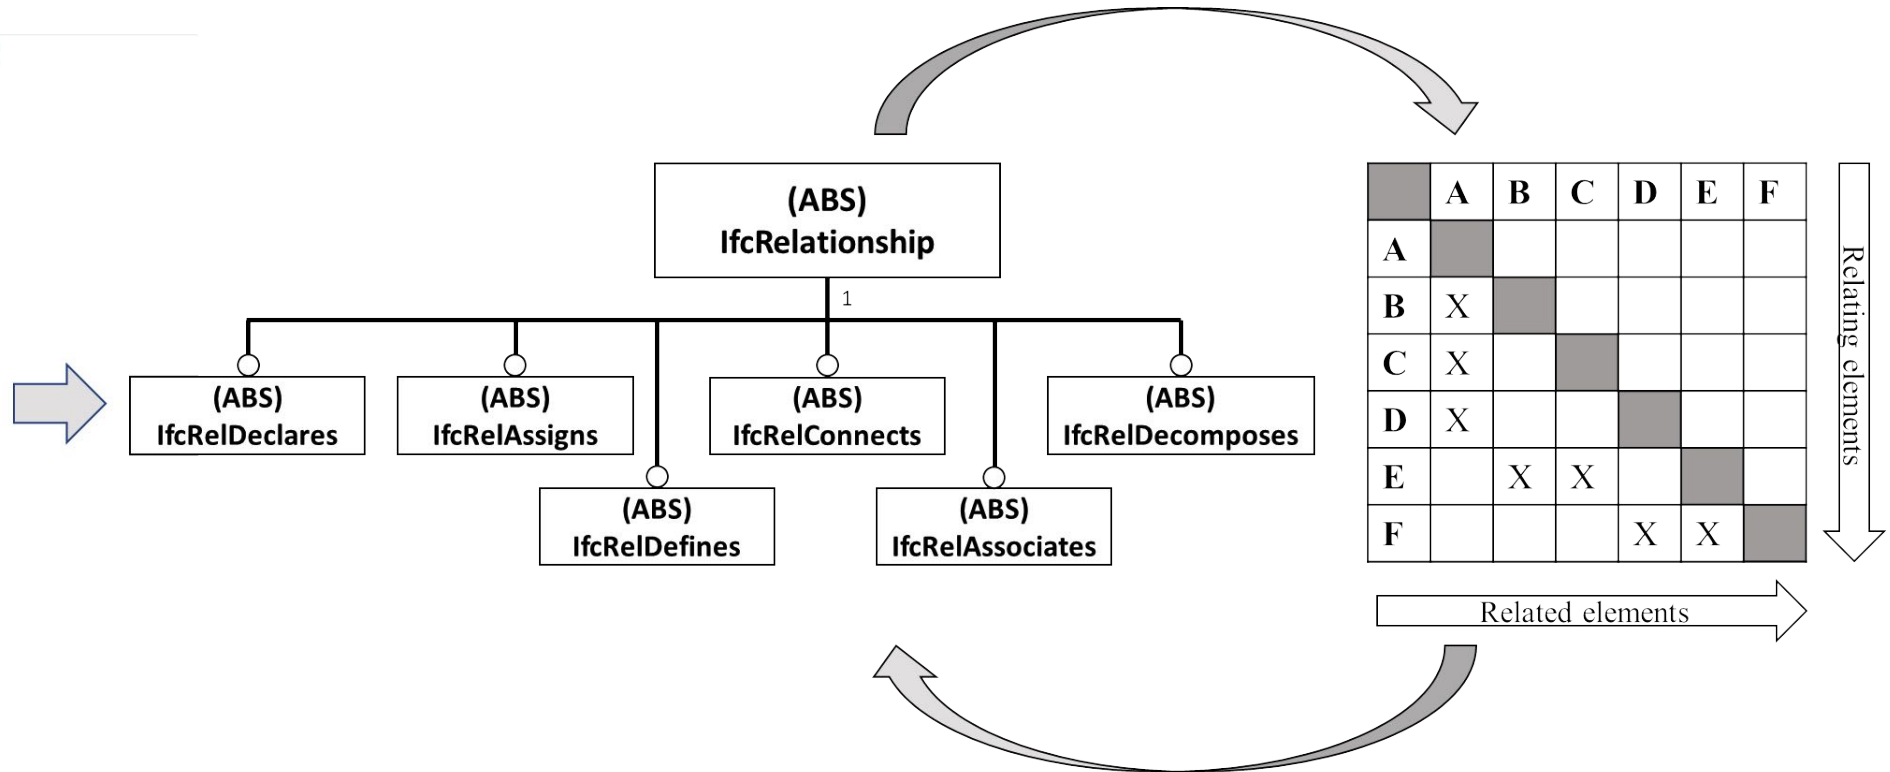 (ABS)
IfcRelationship
1
(ABS)
IfcRelDeclares
(ABS)
IfcRelAssigns
(ABS)
IfcRelConnects
(ABS)
IfcRelDecomposes
(ABS)
IfcRelDefines
(ABS)
IfcRelAssociates
A B C D E F
A
B X
C X
D X
E X X
F X X
Relating elements
Related elements